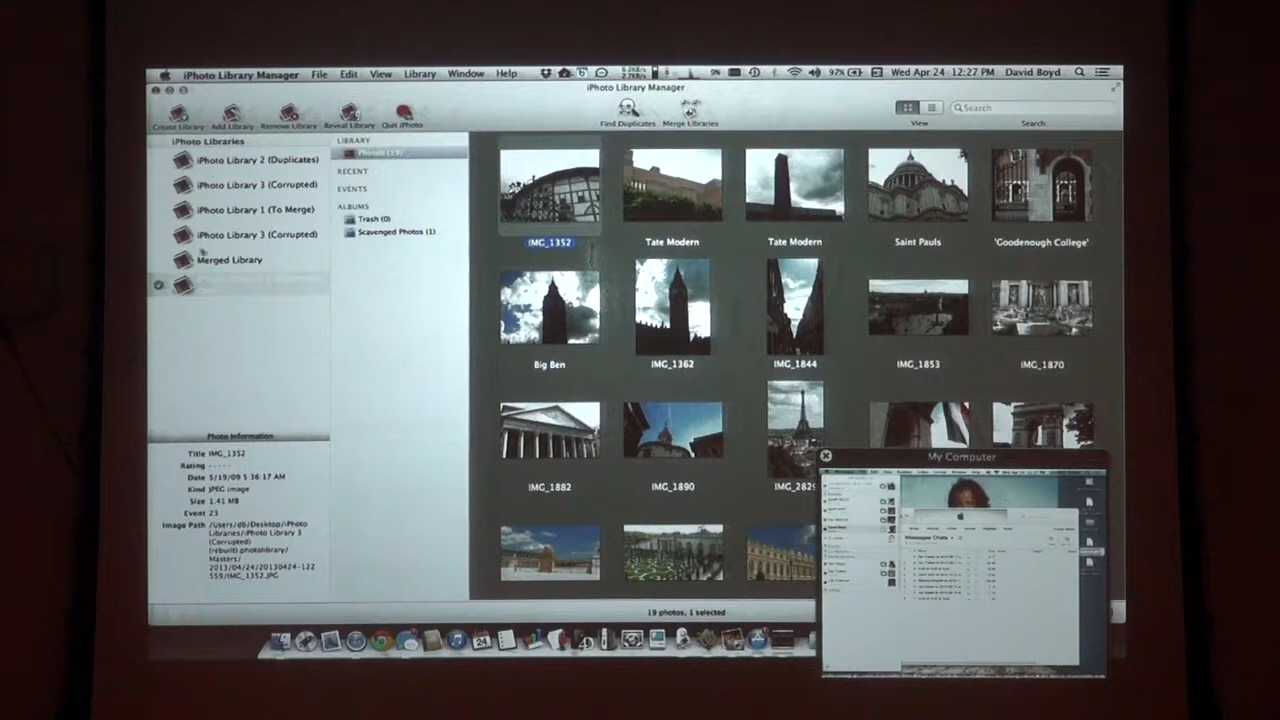 iPhoto Library Manager File Edit View Library Window Help 97% Wed Apr 24 12:27 PM David Boyd
iPhoto Library Manager
Create Library Add Library Remove Library Reveal Library Quit iPhoto Find Duplicates Merge Libraries View Search
Search
iPhoto Libraries
iPhoto Library 2 (Duplicates)
iPhoto Library 3 (Corrupted)
iPhoto Library 1 (To Merge)
iPhoto Library 3 (Corrupted)
Merged Library
LIBRARY
Photos (19)
RECENT
EVENTS
ALBUMS
Trash (0)
Scavenged Photos (1)
IMG_1352 Tate Modern Tate Modern Saint Pauls 'Goodenough College'
Big Ben IMG_1362 IMG_1844 IMG_1853 IMG_1870
IMG_1882 IMG_1890 IMG_2829
Photo Information
Title IMG_1352
Rating - - - - -
Date 5/19/09 5:36:17 AM
Kind JPEG image
Size 1.41 MB
Event 23
Image Path /Users/db/Desktop/iPhoto
Libraries/iPhoto Library 3
(Corrupted)
(rebuilt).photolibrary/
Masters/
2013/04/24/20130424-122
559/IMG_1352.JPG
19 photos, 1 selected
My Computer
Messages Chats